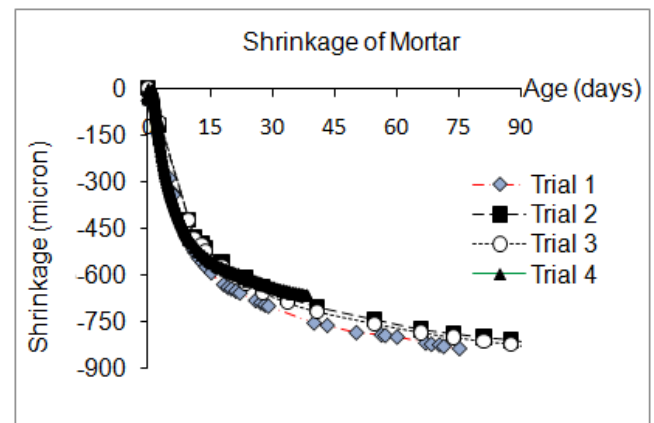 Shrinkage of Mortar
Age (days)
0
-150
-300
-450
-600
-750
-900
0 15 30 45 60 75 90
Shrinkage (micron)
Trial 1
Trial 2
Trial 3
Trial 4